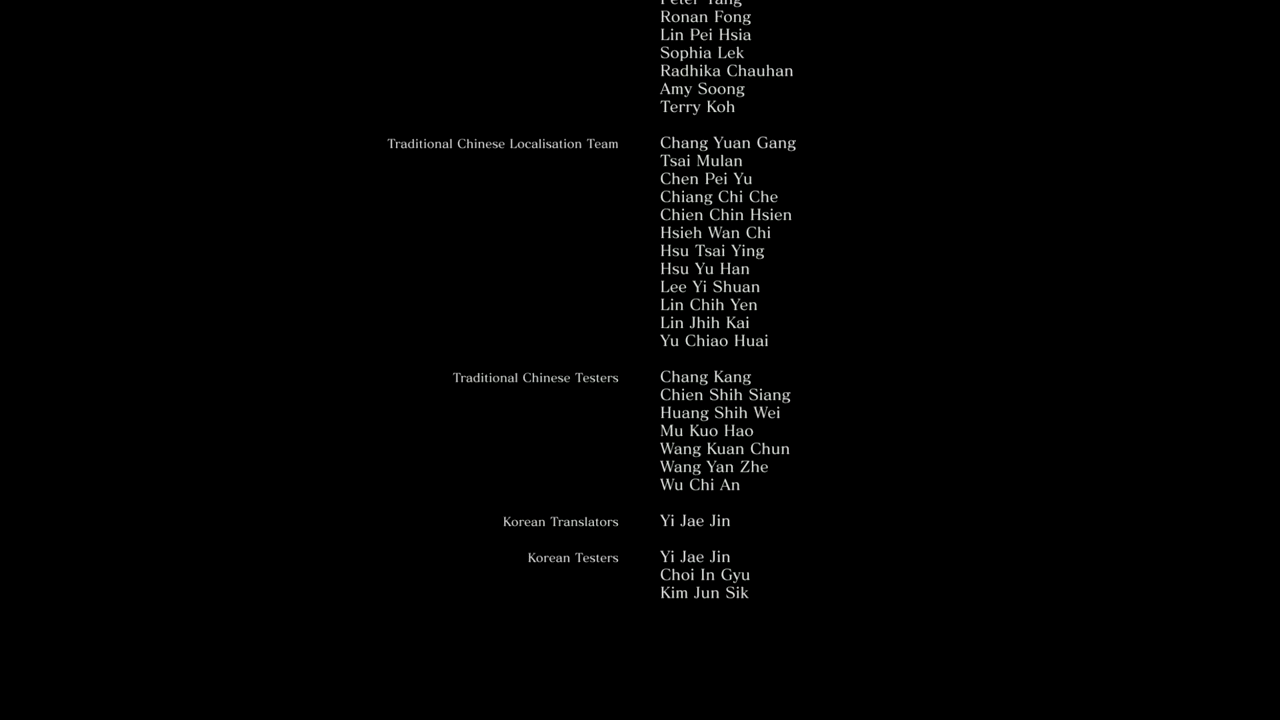 Peter Tang
Ronan Fong
Lin Pei Hsia
Sophia Lek
Radhika Chauhan
Amy Soong
Terry Koh
Traditional Chinese Localisation Team Chang Yuan Gang
Tsai Mulan
Chen Pei Yu
Chiang Chi Che
Chien Chin Hsien
Hsieh Wan Chi
Hsu Tsai Ying
Hsu Yu Han
Lee Yi Shuan
Lin Chih Yen
Lin Jhih Kai
Yu Chiao Huai
Traditional Chinese Testers Chang Kang
Chien Shih Siang
Huang Shih Wei
Mu Kuo Hao
Wang Kuan Chun
Wang Yan Zhe
Wu Chi An
Korean Translators Yi Jae Jin
Korean Testers Yi Jae Jin
Choi In Gyu
Kim Jun Sik